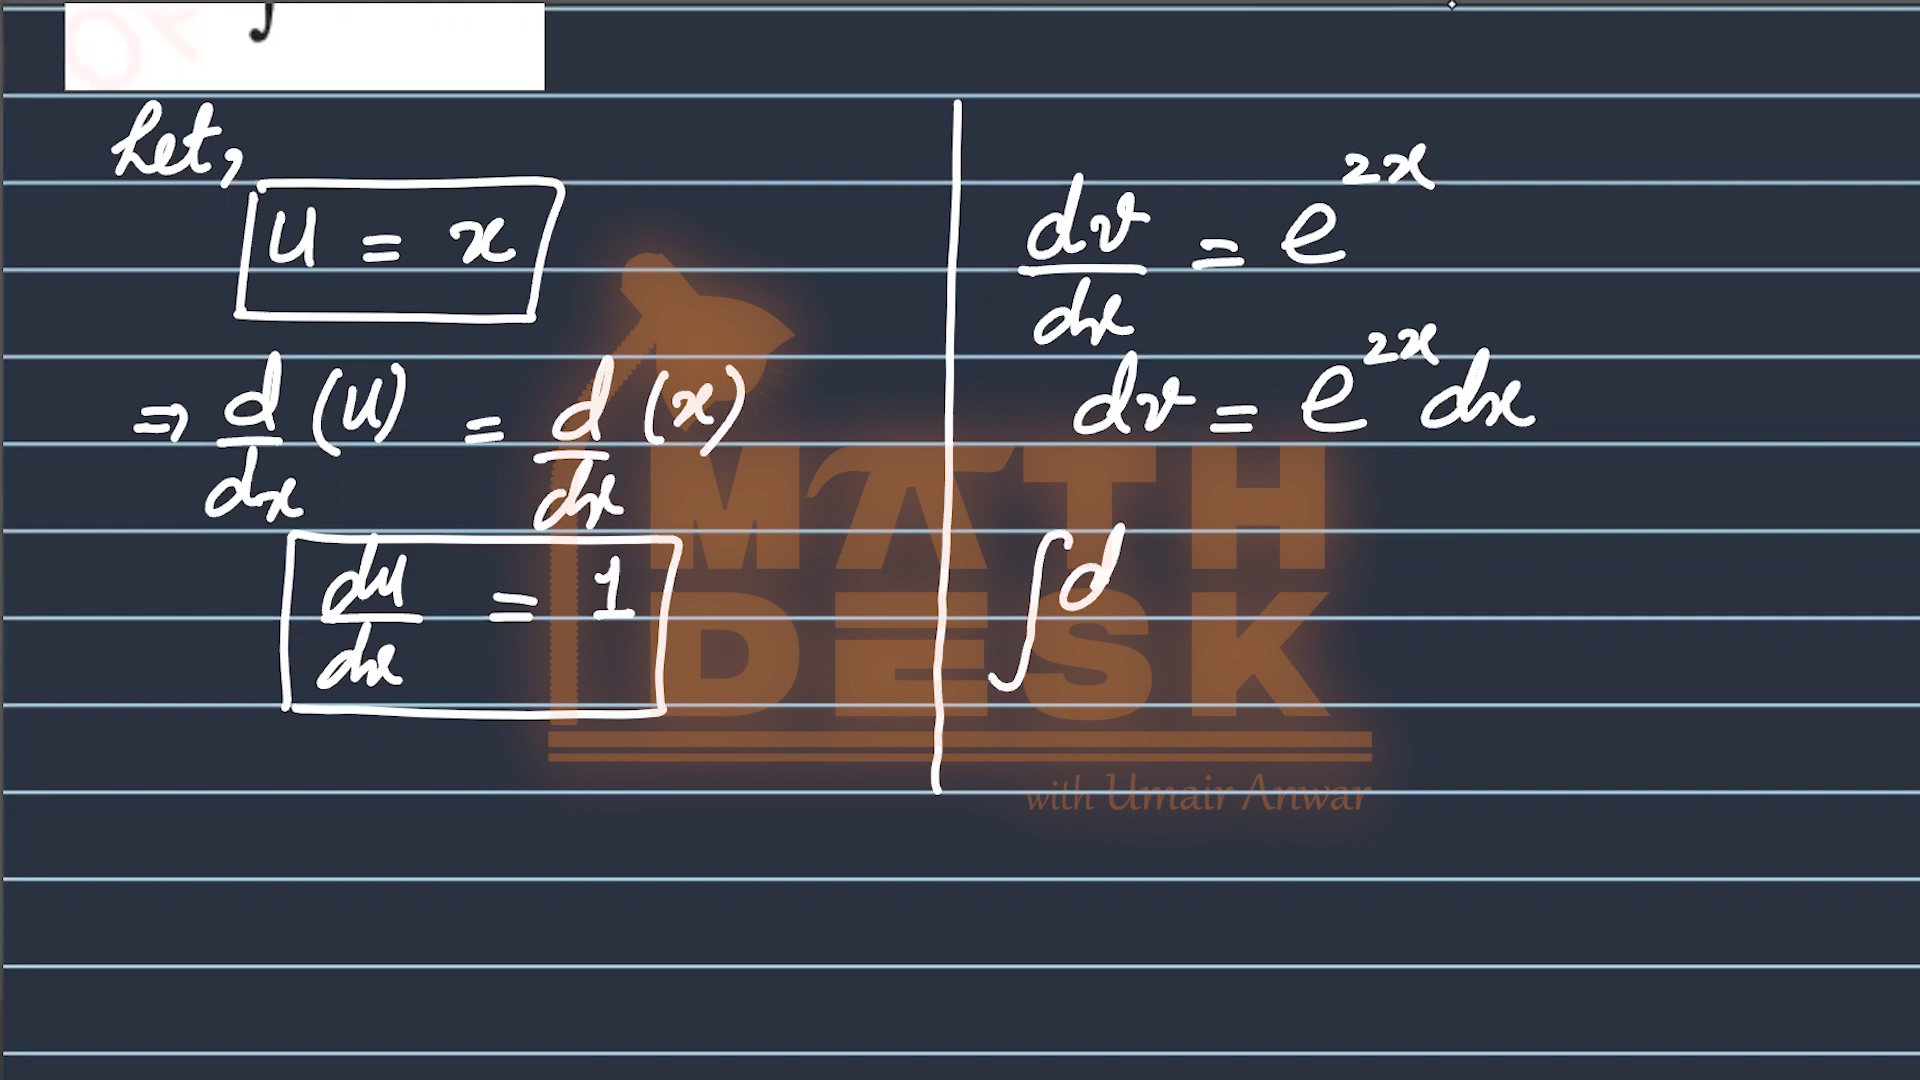 Let,
u = x
⇒ d/dx (u) = d/dx (x)
du/dx = 1
dv/dx = e^{2x}
dv = e^{2x} dx
∫d
MATH
DESK
with Umair Anwar